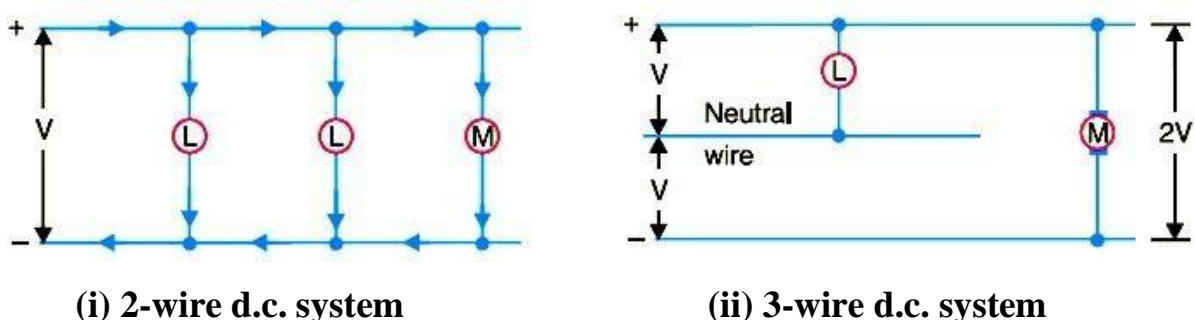 +
V
L
L
M
−
+
V
L
Neutral
wire
V
M
2V
−
(i) 2-wire d.c. system
(ii) 3-wire d.c. system